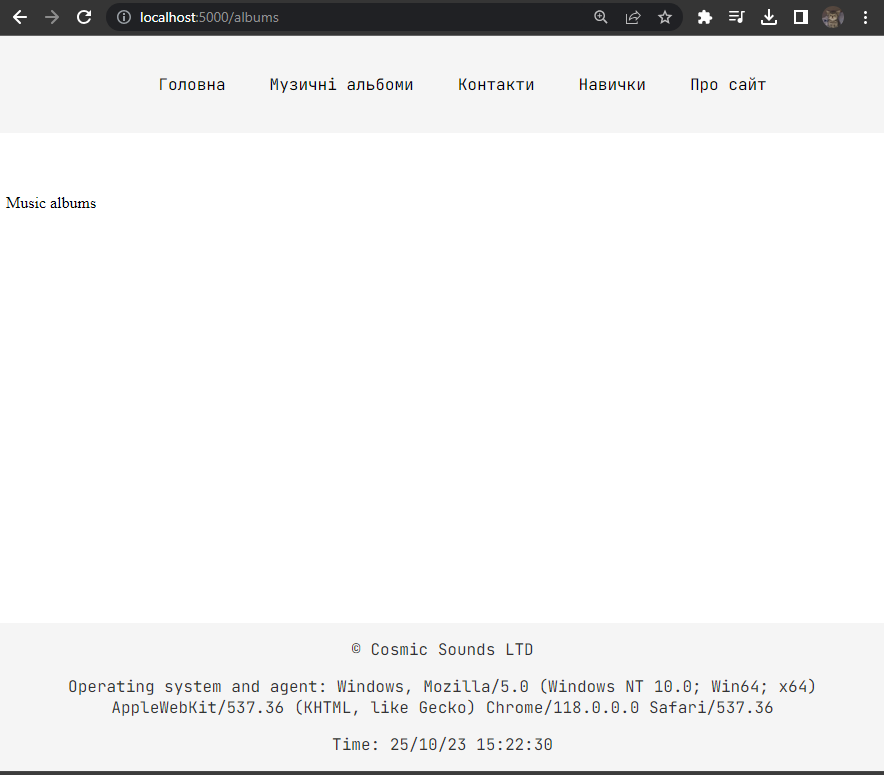 localhost:5000/albums
Головна Музичні альбоми Контакти Навички Про сайт
Music albums
© Cosmic Sounds LTD
Operating system and agent: Windows, Mozilla/5.0 (Windows NT 10.0; Win64; x64)
AppleWebKit/537.36 (KHTML, like Gecko) Chrome/118.0.0.0 Safari/537.36
Time: 25/10/23 15:22:30